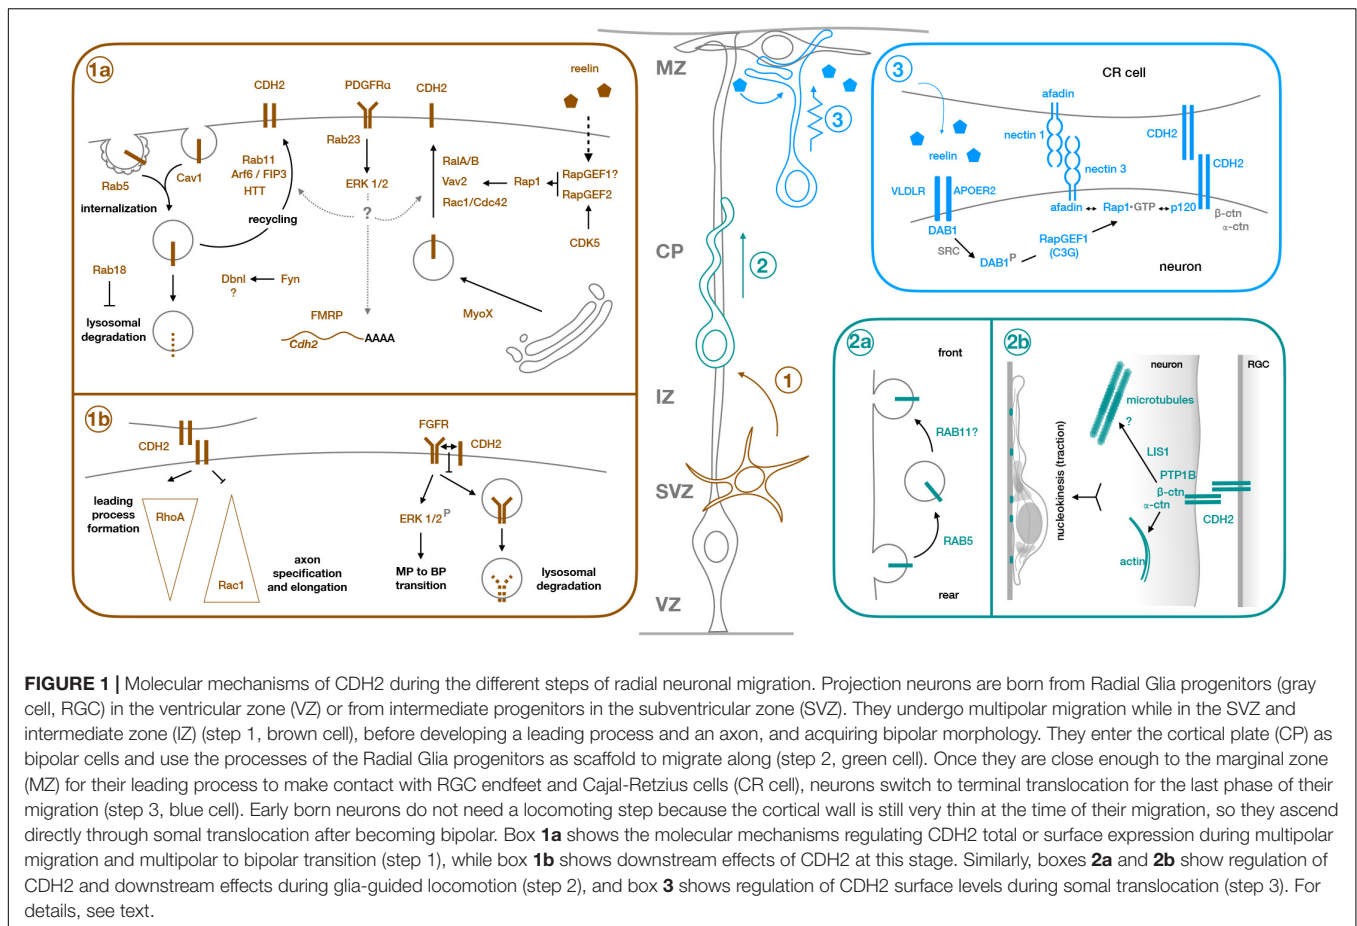 1a
CDH2
PDGFRα
CDH2
reelin
Rab23
Rab5
Cav1
internalization
Rab11
Arf6 / FIP3
HTT
recycling
ERK 1/2
?
RalA/B
Vav2
Rac1/Cdc42
Rap1
RapGEF1?
RapGEF2
CDK5
Rab18
lysosomal
degradation
Dbnl
?
Fyn
FMRP
Cdh2
AAAA
MyoX
1b
CDH2
leading
process
formation
RhoA
Rac1
axon
specification
and elongation
FGFR
CDH2
ERK 1/2 P
MP to BP
transition
lysosomal
degradation
MZ
CP
IZ
SVZ
VZ
3
2
1
3
CR cell
afadin
nectin 1
nectin 3
CDH2
CDH2
reelin
VLDLR
APOER2
afadin
Rap1•GTP
p120
β-ctn
α-ctn
DAB1
SRC
DAB1 P
RapGEF1
(C3G)
neuron
2a
front
RAB11?
RAB5
rear
2b
neuron
RGC
microtubules
?
LIS1
PTP1B
β-ctn
α-ctn
CDH2
actin
nucleokinesis (traction)
FIGURE 1 | Molecular mechanisms of CDH2 during the different steps of radial neuronal migration. Projection neurons are born from Radial Glia progenitors (gray
cell, RGC) in the ventricular zone (VZ) or from intermediate progenitors in the subventricular zone (SVZ). They undergo multipolar migration while in the SVZ and
intermediate zone (IZ) (step 1, brown cell), before developing a leading process and an axon, and acquiring bipolar morphology. They enter the cortical plate (CP) as
bipolar cells and use the processes of the Radial Glia progenitors as scaffold to migrate along (step 2, green cell). Once they are close enough to the marginal zone
(MZ) for their leading process to make contact with RGC endfeet and Cajal-Retzius cells (CR cell), neurons switch to terminal translocation for the last phase of their
migration (step 3, blue cell). Early born neurons do not need a locomoting step because the cortical wall is still very thin at the time of their migration, so they ascend
directly through somal translocation after becoming bipolar. Box 1a shows the molecular mechanisms regulating CDH2 total or surface expression during multipolar
migration and multipolar to bipolar transition (step 1), while box 1b shows downstream effects of CDH2 at this stage. Similarly, boxes 2a and 2b show regulation of
CDH2 and downstream effects during glia-guided locomotion (step 2), and box 3 shows regulation of CDH2 surface levels during somal translocation (step 3). For
details, see text.